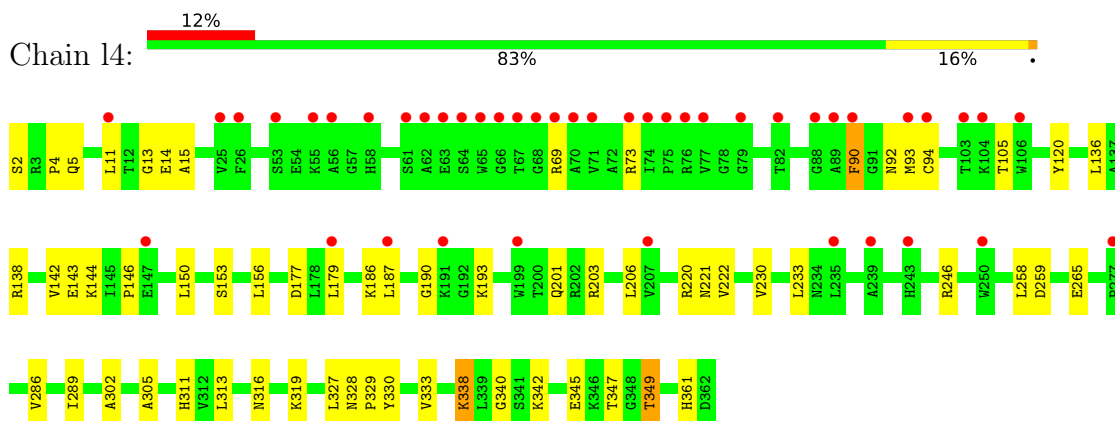 12%
Chain l4:
83% 16% •
S2 R3 P4 Q5 L11 T12 G13 E14 A15 V25 F26 S53 E54 K55 A56 G57 H58 S61 A62 E63 S64 W65 G66 T67 G68 R69 A70 V71 A72 R73 I74 P75 R76 V77 G78 G79 T82 G88 A89 F90 G91 N92 M93 C94 T103 K104 T105 W106 Y120 L136 A137
R138 V142 E143 K144 I145 P146 E147 L150 S153 L156 D177 L178 L179 K186 L187 G190 K191 G192 K193 W199 T200 Q201 R202 R203 L206 V207 R220 N221 V222 V230 L233 N234 L235 A239 H243 R246 W250 L258 D259 E265
V286 I289 A302 A305 H311 V312 L313 N316 K319 L327 N328 P329 Y330 V333 K338 L339 G340 S341 K342 E345 K346 T347 G348 T349 H361 D362